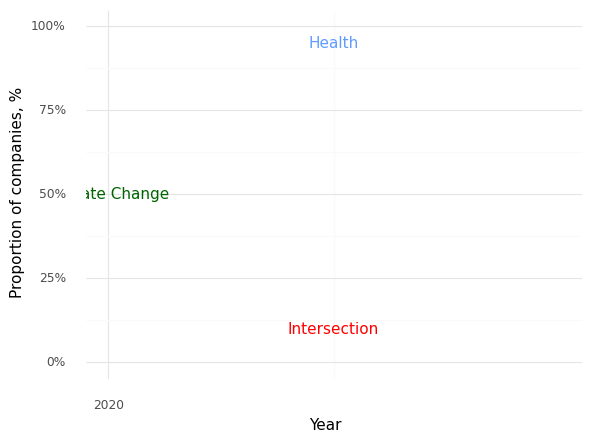 100%
Health
75%
Proportion of companies, %
50%
ate Change
25%
Intersection
0%
2020
Year